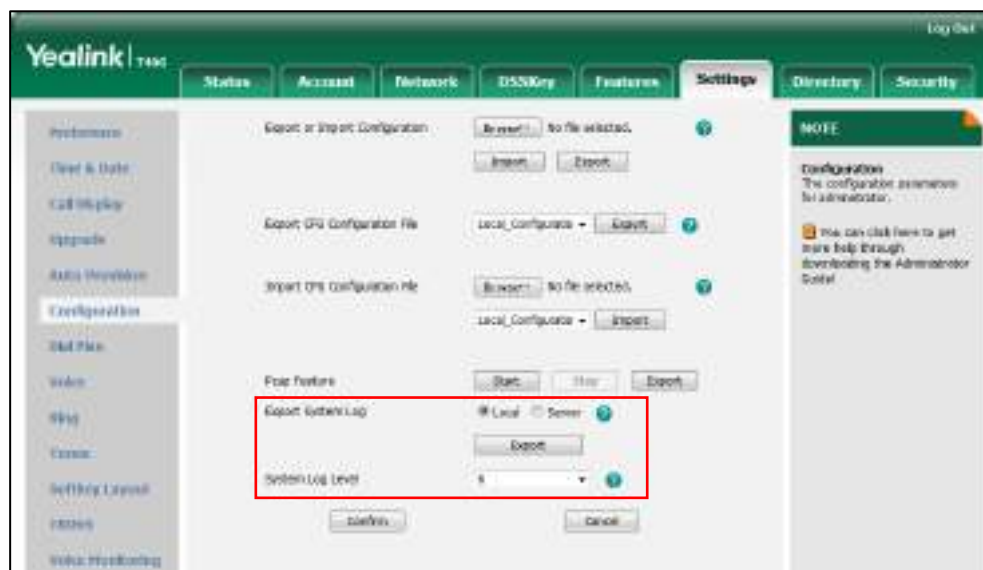 Log Out
Yealink
Status Account Network DSSKey Features Settings Directory Security
Preference
Time & Date
Call Display
Upgrade
Auto Provision
Configuration
Dial Plan
Voice
Ring
Tones
Softkey Layout
TR069
Voice Monitoring
Export or Import Configuration
Browse... No file selected.
Import Export
Export CFG Configuration File
Local_Configuratio Export
Import CFG Configuration File
Browse... No file selected.
Local_Configuratio Import
Pcap Feature
Start Stop Export
Export System Log
Local Server
Export
System Log Level
Confirm Cancel
NOTE
Configuration
The configuration parameters
for administrator.
You can click here to get
more help through
downloading the Administrator
Guide!